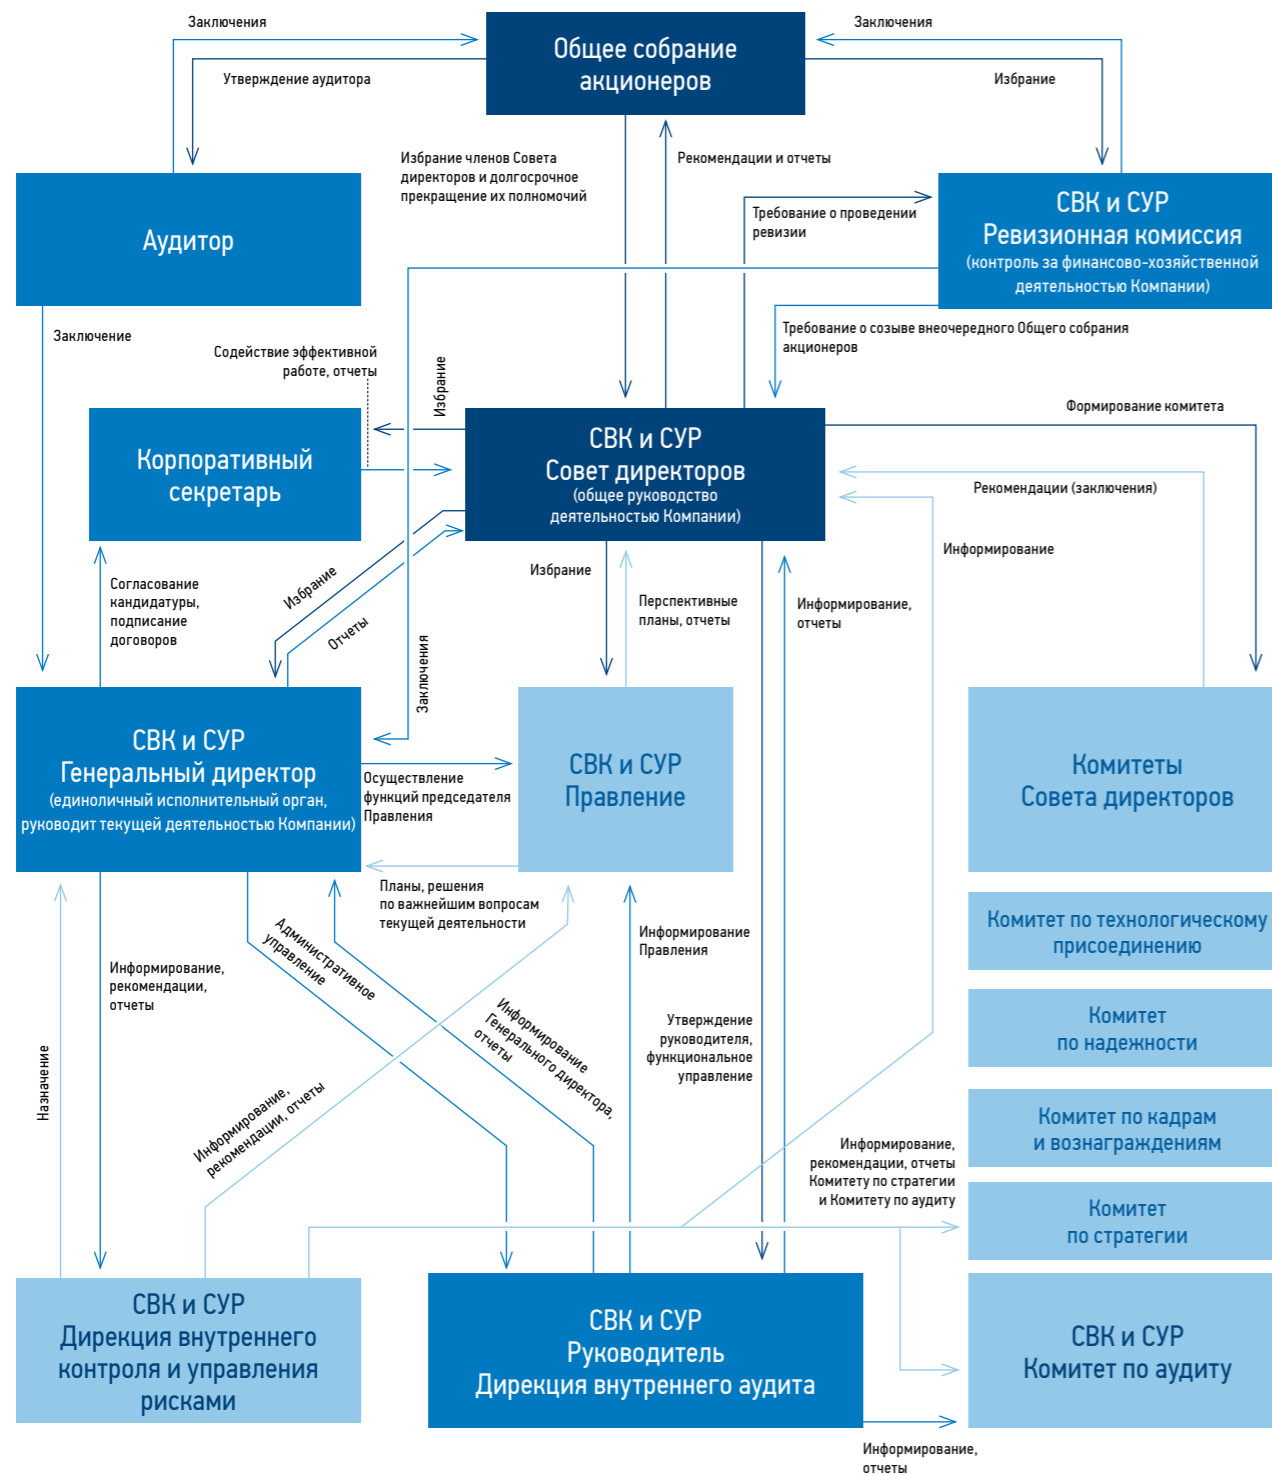 Заключения
Общее собрание
акционеров
Заключения
Утверждение аудитора
Избрание
Избрание членов Совета
директоров и долгосрочное
прекращение их полномочий
Рекомендации и отчеты
Требование о проведении
ревизии
Аудитор
СВК и СУР
Ревизионная комиссия
(контроль за финансово-хозяйственной
деятельностью Компании)
Заключение
Требование о созыве внеочередного Общего собрания
акционеров
Содействие эффективной
работе, отчеты
Избрание
Формирование комитета
Корпоративный
секретарь
СВК и СУР
Совет директоров
(общее руководство
деятельностью Компании)
Рекомендации (заключения)
Информирование
Согласование
кандидатуры,
подписание
договоров
Избрание
Отчеты
Заключения
Избрание
Перспективные
планы, отчеты
Информирование,
отчеты
СВК и СУР
Генеральный директор
(единоличный исполнительный орган,
руководит текущей деятельностью Компании)
Осуществление
функций председателя
Правления
СВК и СУР
Правление
Комитеты
Совета директоров
Планы, решения
по важнейшим вопросам
текущей деятельности
Комитет по технологическому
присоединению
Назначение
Информирование,
рекомендации,
отчеты
Административное
управление
Информирование
Генерального директора,
отчеты
Информирование
Правления
Комитет
по надежности
Утверждение
руководителя,
функциональное
управление
Информирование,
рекомендации, отчеты
Комитет по кадрам
и вознаграждениям
Информирование,
рекомендации, отчеты
Комитету по стратегии
и Комитету по аудиту
Комитет
по стратегии
СВК и СУР
Дирекция внутреннего
контроля и управления
рисками
СВК и СУР
Руководитель
Дирекция внутреннего аудита
СВК и СУР
Комитет по аудиту
Информирование,
отчеты